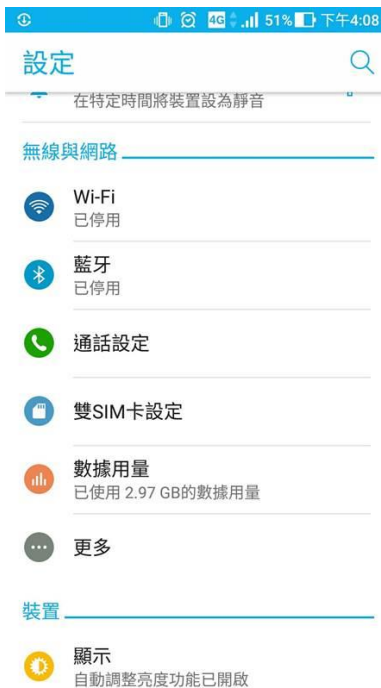 4G 51% 下午4:08
設定
在特定時間將裝置設為靜音
無線與網路
Wi-Fi
已停用
藍牙
已停用
通話設定
雙SIM卡設定
數據用量
已使用 2.97 GB的數據用量
更多
裝置
顯示
自動調整亮度功能已開啟